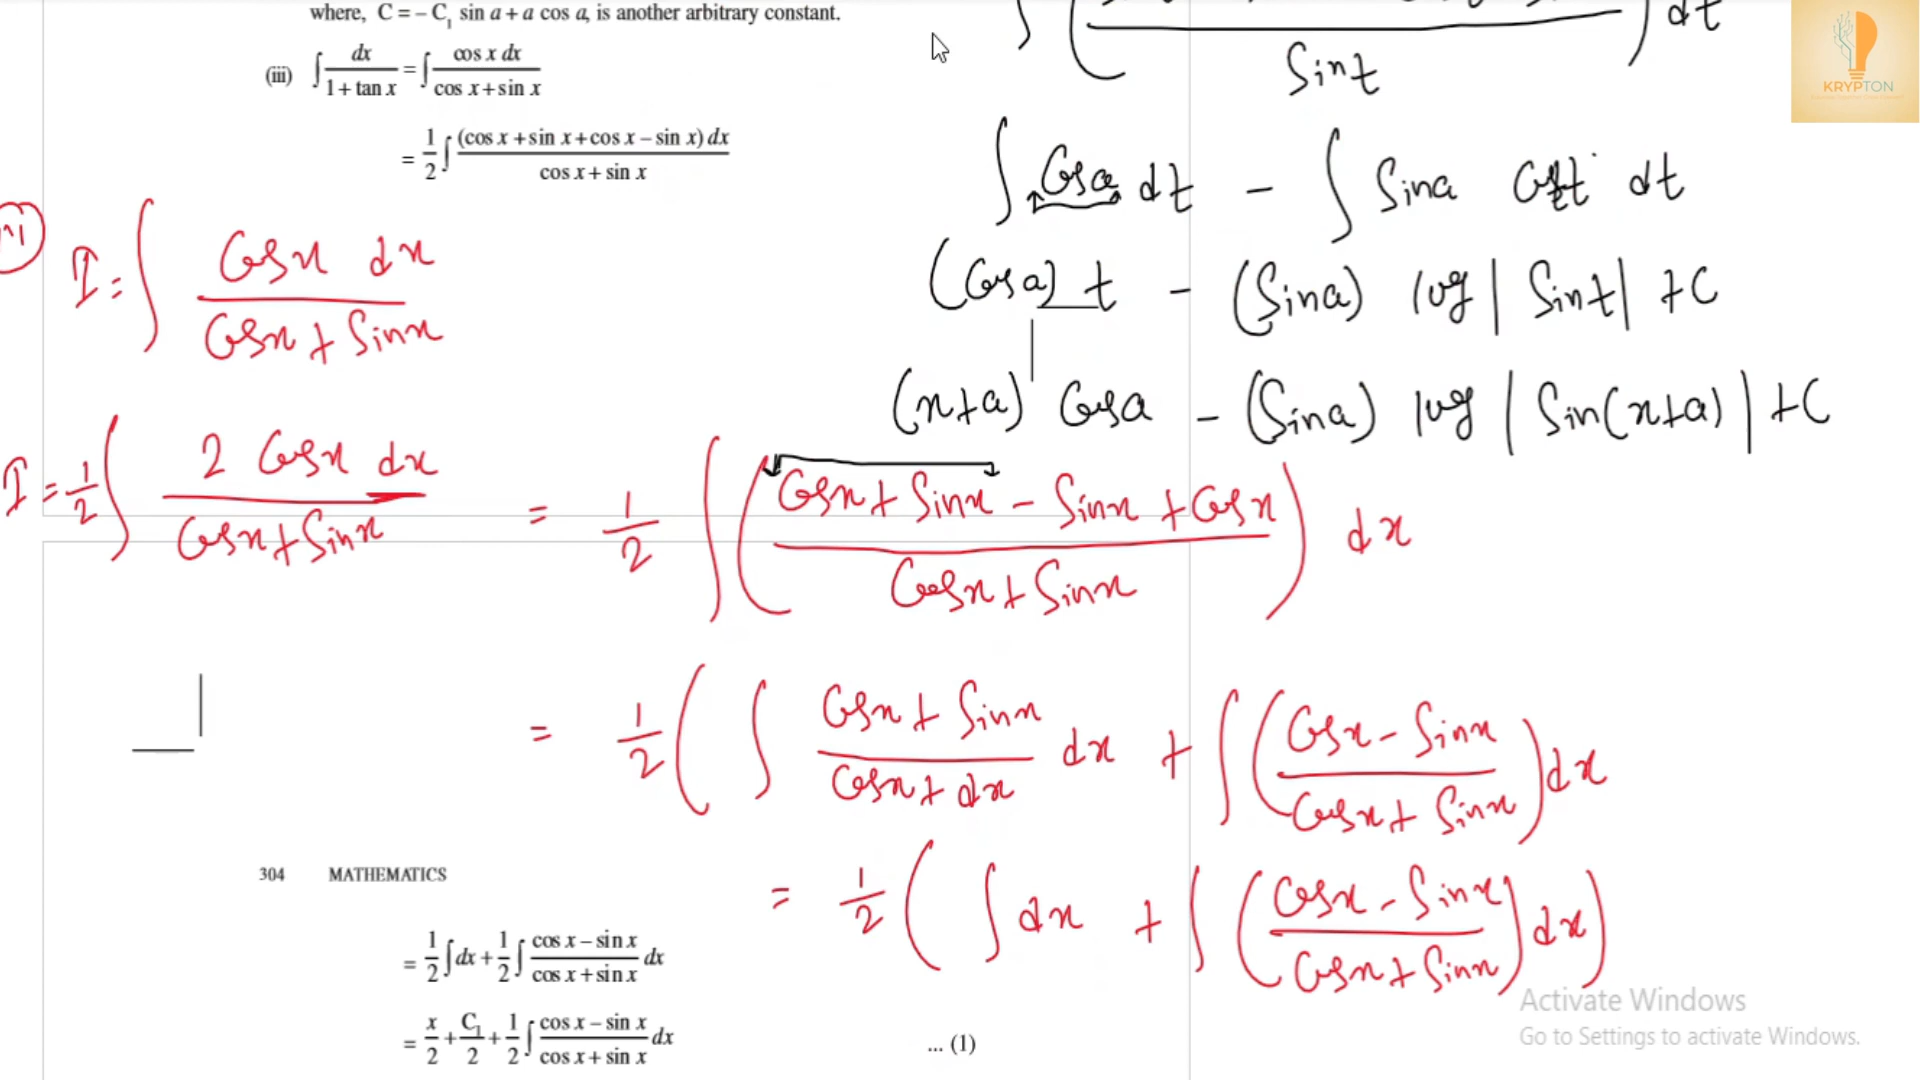 where, C = – C₁ sin a + a cos a, is another arbitrary constant.
(iii) ∫ dx / (1 + tan x) = ∫ cos x dx / (cos x + sin x)
= 1/2 ∫ (cos x + sin x + cos x – sin x) dx / (cos x + sin x)
dt
Sint
KRYPTON
∫ Cosa dt - ∫ Sina dt
(Cosa) t - (Sina) log | Sint | + C
(x+a) Cosa - (Sina) log | Sin(x+a) | + C
I = ∫ Cosx dx / (Cosx + Sinx)
I = 1/2 ∫ 2 Cosx dx / (Cosx + Sinx) = 1/2 ∫ ( (Cosx + Sinx - Sinx + Cosx) / (Cosx + Sinx) ) dx
= 1/2 ( ∫ (Cosx + Sinx) / (Cosx + dx) dx + ∫ ( (Cosx - Sinx) / (Cosx + Sinx) ) dx
= 1/2 ( ∫ dx + ∫ ( (Cosx - Sinx) / (Cosx + Sinx) ) dx )
304 MATHEMATICS
= 1/2 ∫ dx + 1/2 ∫ (cos x – sin x) / (cos x + sin x) dx
= x/2 + C₁/2 + 1/2 ∫ (cos x – sin x) / (cos x + sin x) dx ... (1)
Activate Windows
Go to Settings to activate Windows.